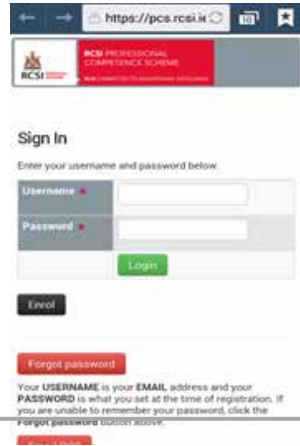 https://pcs.rcsi.ie
RCSI
RCSI PROFESSIONAL
COMPETENCE SCHEME
Sign In
Enter your username and password below.
Username *
Password *
Login
Enrol
Forgot password
Your USERNAME is your EMAIL address and your
PASSWORD is what you set at the time of registration. If
you are unable to remember your password, click the
Forgot password button above.